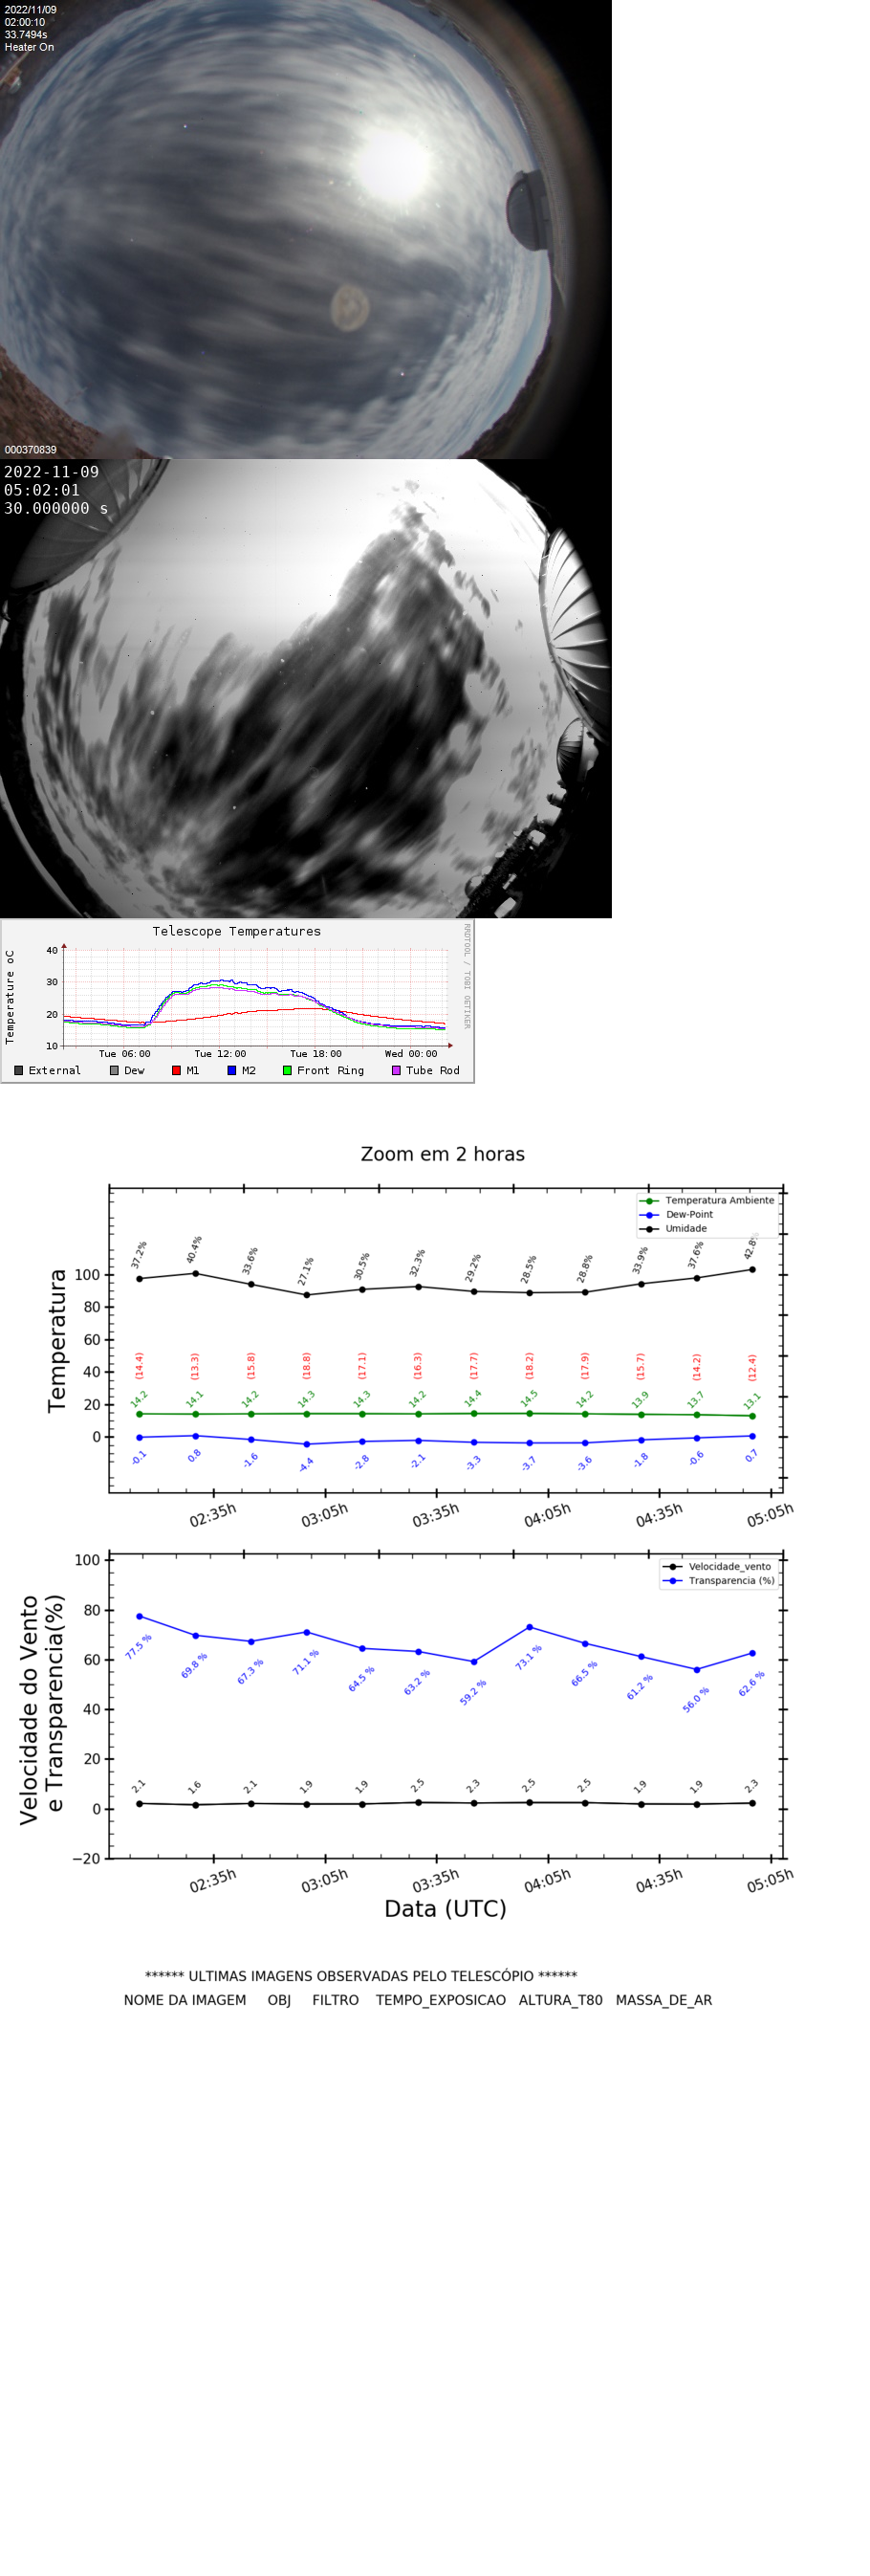 2022/11/09
02:00:10
33.7494s
Heater On
000370839
2022-11-09
05:02:01
30.000000 s
Telescope Temperatures
RRDTOOL / TOBI OETIKER
Temperature oC
40
30
20
10
Tue 06:00 Tue 12:00 Tue 18:00 Wed 00:00
External Dew M1 M2 Front Ring Tube Rod
Zoom em 2 horas
Temperatura
Temperatura Ambiente
Dew-Point
Umidade
37.2% 40.4% 33.6% 27.1% 30.5% 32.3% 29.2% 28.5% 28.8% 33.9% 37.6% 42.8%
100
80
60
40
20
0
(14.4) (13.3) (15.8) (18.8) (17.1) (16.3) (17.7) (18.2) (17.9) (15.7) (14.2) (12.4)
14.2 14.1 14.2 14.3 14.3 14.2 14.4 14.5 14.2 13.9 13.7 13.1
-0.1 0.8 -1.6 -4.4 -2.8 -2.1 -3.3 -3.7 -3.6 -1.8 -0.6 0.7
02:35h 03:05h 03:35h 04:05h 04:35h 05:05h
Velocidade do Vento
e Transparencia(%)
Velocidade_vento
Transparencia (%)
100
80
60
40
20
0
−20
77.5 % 69.8 % 67.3 % 71.1 % 64.5 % 63.2 % 59.2 % 73.1 % 66.5 % 61.2 % 56.0 % 62.6 %
2.1 1.6 2.1 1.9 1.9 2.5 2.3 2.5 2.5 1.9 1.9 2.3
02:35h 03:05h 03:35h 04:05h 04:35h 05:05h
Data (UTC)
****** ULTIMAS IMAGENS OBSERVADAS PELO TELESCÓPIO ******
NOME DA IMAGEM OBJ FILTRO TEMPO_EXPOSICAO ALTURA_T80 MASSA_DE_AR